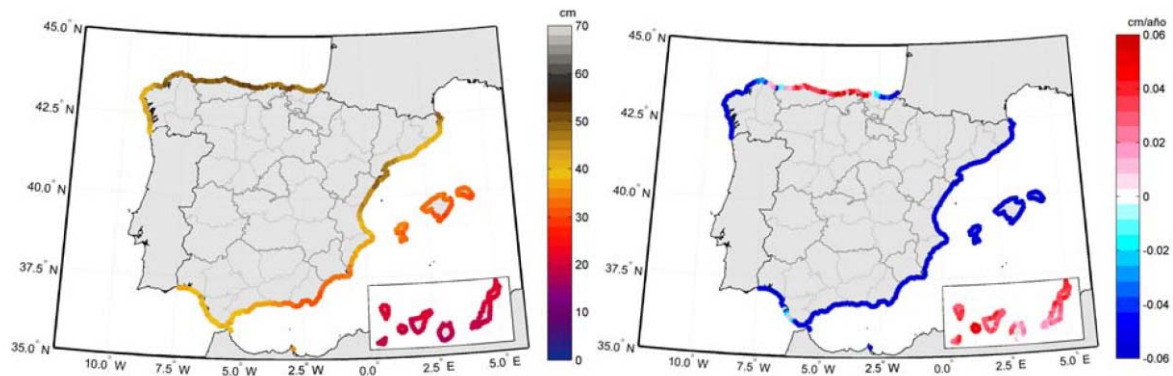 cm
45.0° N
42.5° N
40.0° N
37.5° N
35.0° N
10.0° W
7.5° W
5.0° W
2.5° W
0.0°
2.5° E
5.0° E
70
60
50
40
30
20
10
0
cm/año
45.0° N
42.5° N
40.0° N
37.5° N
35.0° N
10.0° W
7.5° W
5.0° W
2.5° W
0.0°
2.5° E
5.0° E
0.06
0.04
0.02
0
-0.02
-0.04
-0.06